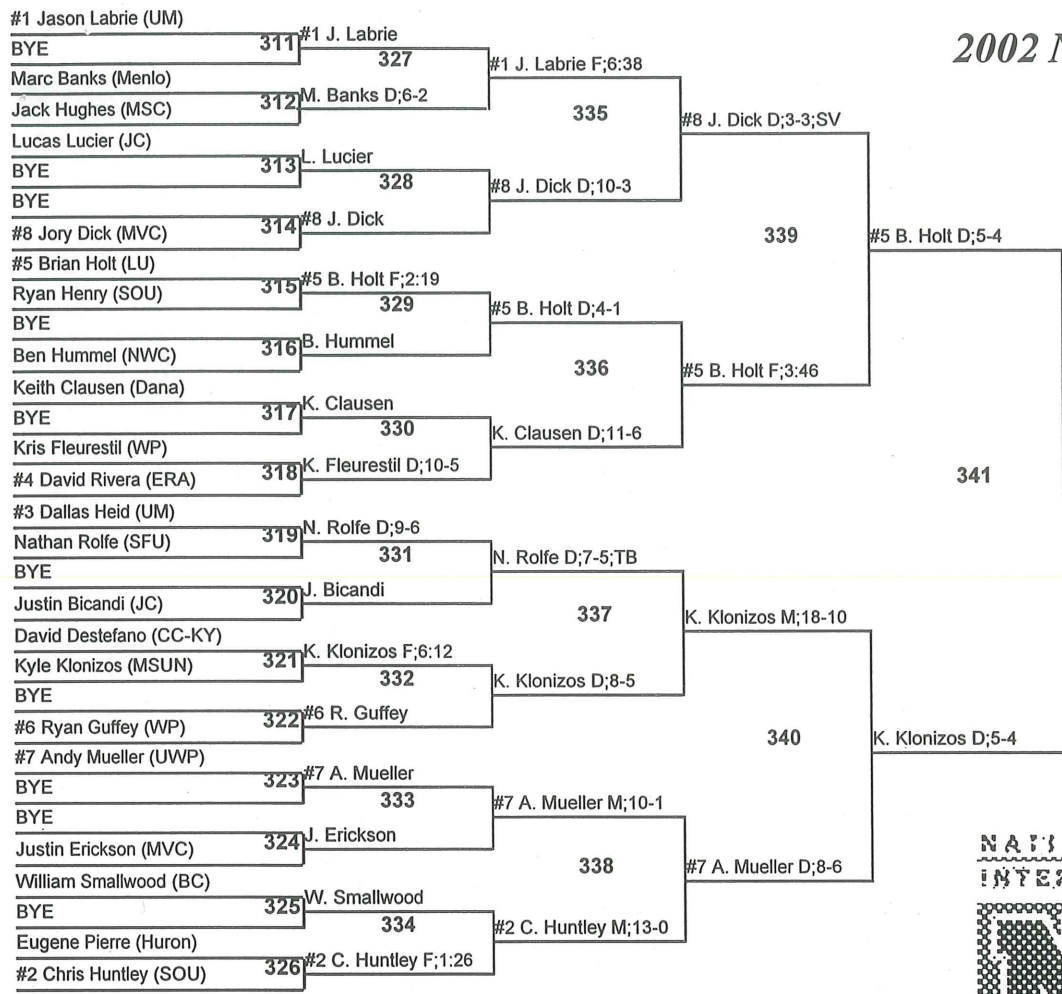 #1 Jason Labrie (UM)
BYE
311
Marc Banks (Menlo)
Jack Hughes (MSC)
312
Lucas Lucier (JC)
BYE
313
BYE
#8 Jory Dick (MVC)
314
#5 Brian Holt (LU)
Ryan Henry (SOU)
315
BYE
Ben Hummel (NWC)
316
Keith Clausen (Dana)
BYE
317
Kris Fleurestil (WP)
#4 David Rivera (ERA)
318
#3 Dallas Heid (UM)
Nathan Rolfe (SFU)
319
BYE
Justin Bicandi (JC)
320
David Destefano (CC-KY)
Kyle Klonizos (MSUN)
321
BYE
#6 Ryan Guffey (WP)
322
#7 Andy Mueller (UWP)
BYE
323
BYE
Justin Erickson (MVC)
324
William Smallwood (BC)
BYE
325
Eugene Pierre (Huron)
#2 Chris Huntley (SOU)
326
#1 J. Labrie
327
M. Banks D;6-2
L. Lucier
328
#8 J. Dick
#5 B. Holt F;2:19
329
B. Hummel
K. Clausen
330
K. Fleurestil D;10-5
N. Rolfe D;9-6
331
J. Bicandi
K. Klonizos F;6:12
332
#6 R. Guffey
#7 A. Mueller
333
J. Erickson
W. Smallwood
334
#2 C. Huntley F;1:26
#1 J. Labrie F;6:38
335
#8 J. Dick D;10-3
#5 B. Holt D;4-1
336
K. Clausen D;11-6
N. Rolfe D;7-5;TB
337
K. Klonizos D;8-5
#7 A. Mueller M;10-1
338
#2 C. Huntley M;13-0
#8 J. Dick D;3-3;SV
339
#5 B. Holt F;3:46
K. Klonizos M;18-10
340
#7 A. Mueller D;8-6
#5 B. Holt D;5-4
341
K. Klonizos D;5-4
2002